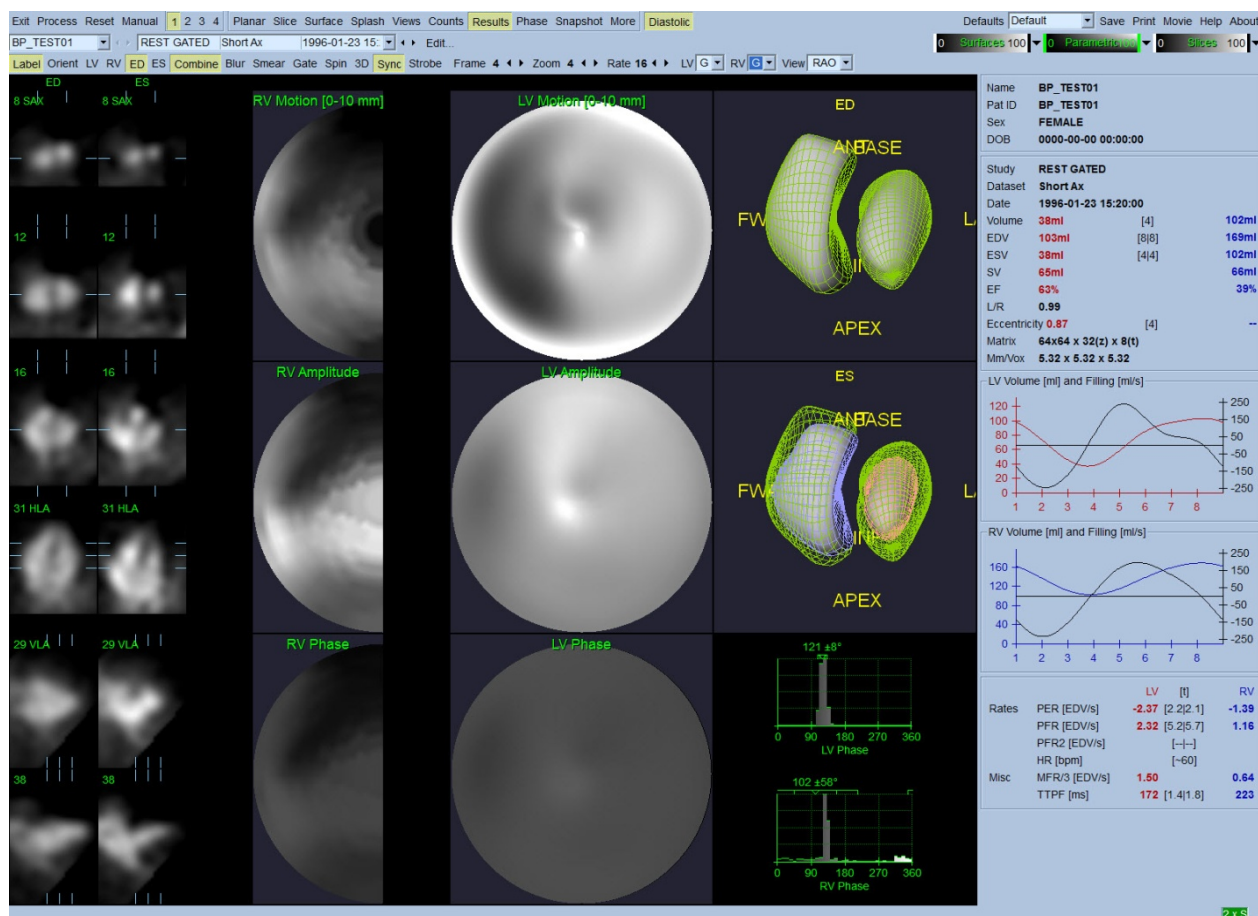 Exit Process Reset Manual 1 2 3 4 Planar Slice Surface Splash Views Counts Results Phase Snapshot More Diastolic Defaults Default Save Print Movie Help About
BP_TEST01 REST GATED Short Ax 1996-01-23 15: Edit... 0 Surfaces 100 0 Parametric 100 0 Slices 100
Label Orient LV RV ED ES Combine Blur Smear Gate Spin 3D Sync Strobe Frame 4 Zoom 4 Rate 16 LV G RV G View RAO
ED ES
8 SAX
12 12
16 16
31 HLA 31 HLA
29 VLA 29 VLA
38 38
RV Motion [0-10 mm] LV Motion [0-10 mm] ED
ANT BASE
FW
APEX
RV Amplitude LV Amplitude ES
BASE
FW
APEX
RV Phase LV Phase
121 ±8°
0 90 180 270 360
LV Phase
102 ±58°
0 90 180 270 360
RV Phase
Name BP_TEST01
Pat ID BP_TEST01
Sex FEMALE
DOB 0000-00-00 00:00:00
Study REST GATED
Dataset Short Ax
Date 1996-01-23 15:20:00
Volume 38ml [4] 102ml
EDV 103ml [8|8] 169ml
ESV 38ml [4|4] 102ml
SV 65ml 66ml
EF 63% 39%
L/R 0.99
Eccentricity 0.87 [4] --
Matrix 64x64 x 32(z) x 8(t)
Mm/Vox 5.32 x 5.32 x 5.32
LV Volume [ml] and Filling [ml/s]
120 250
100 150
80 50
60 -50
40 -150
20 -250
0
1 2 3 4 5 6 7 8
RV Volume [ml] and Filling [ml/s]
160 250
120 150
80 50
40 -50
0 -150
-250
1 2 3 4 5 6 7 8
LV [t] RV
Rates PER [EDV/s] -2.37 [2.2|2.1] -1.39
PFR [EDV/s] 2.32 [5.2|5.7] 1.16
PFR2 [EDV/s] [--|--]
HR [bpm] [~60]
Misc MFR/3 [EDV/s] 1.50 0.64
TTPF [ms] 172 [1.4|1.8] 223
2 x S